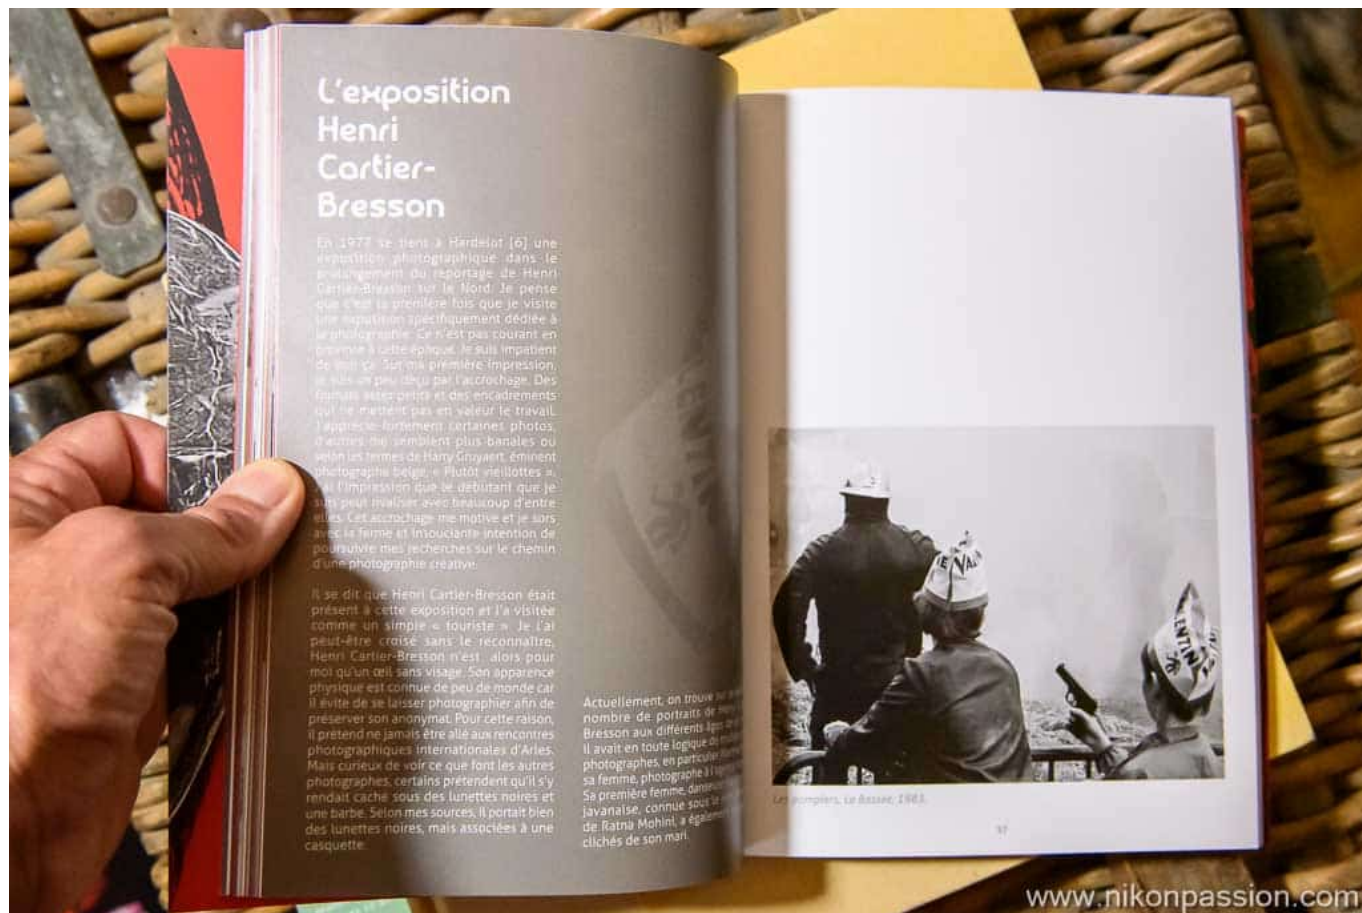 L'exposition
Henri
Cartier-
Bresson
En 1977 se tient à Hardelot [6] une
exposition photographique dans le
prolongement du reportage de Henri
Cartier-Bresson sur le Nord. Je pense
que c'est la première fois que je visite
une exposition spécifiquement dédiée à
la photographie. Ce n'est pas courant en
province à cette époque. Je suis impatient
de voir ça. Sur ma première impression,
je suis un peu déçu par l'accrochage. Des
formats assez petits et des encadrements
qui ne mettent pas en valeur le travail.
J'apprécie fortement certaines photos,
d'autres me semblent plus banales ou
selon les termes de Harry Gruyaert, éminent
photographe belge, « Plutôt vieillottes ».
J'ai l'impression que le débutant que je
suis peut rivaliser avec beaucoup d'entre
elles. Cet accrochage me motive et je sors
avec la ferme et insouciante intention de
poursuivre mes recherches sur le chemin
d'une photographie créative.
Il se dit que Henri Cartier-Bresson était
présent à cette exposition et l'a visitée
comme un simple « touriste ». Je l'ai
peut-être croisé sans le reconnaître,
Henri Cartier-Bresson n'est alors pour
moi qu'un œil sans visage. Son apparence
physique est connue de peu de monde car
il évite de se laisser photographier afin de
préserver son anonymat. Pour cette raison,
il prétend ne jamais être allé aux rencontres
photographiques internationales d'Arles.
Mais curieux de voir ce que font les autres
photographes, certains prétendent qu'il s'y
rendait caché sous des lunettes noires et
une barbe. Selon mes sources, il portait bien
des lunettes noires, mais associées à une
casquette.
Actuellement, on trouve sur
nombre de portraits de
Bresson aux différents âges
Il avait en toute logique
photographes, en particulier
sa femme, photographe à
Sa première femme, danseuse
javanaise, connue sous le
de Ratna Mohini, a également
clichés de son mari.
Les pompiers, La Bassée, 1983.
www.nikonpassion.com